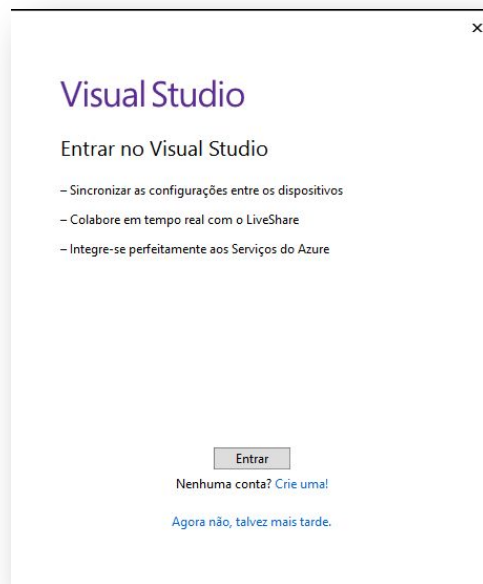 Visual Studio
Entrar no Visual Studio
– Sincronizar as configurações entre os dispositivos
– Colabore em tempo real com o LiveShare
– Integre-se perfeitamente aos Serviços do Azure
Entrar
Nenhuma conta? Crie uma!
Agora não, talvez mais tarde.